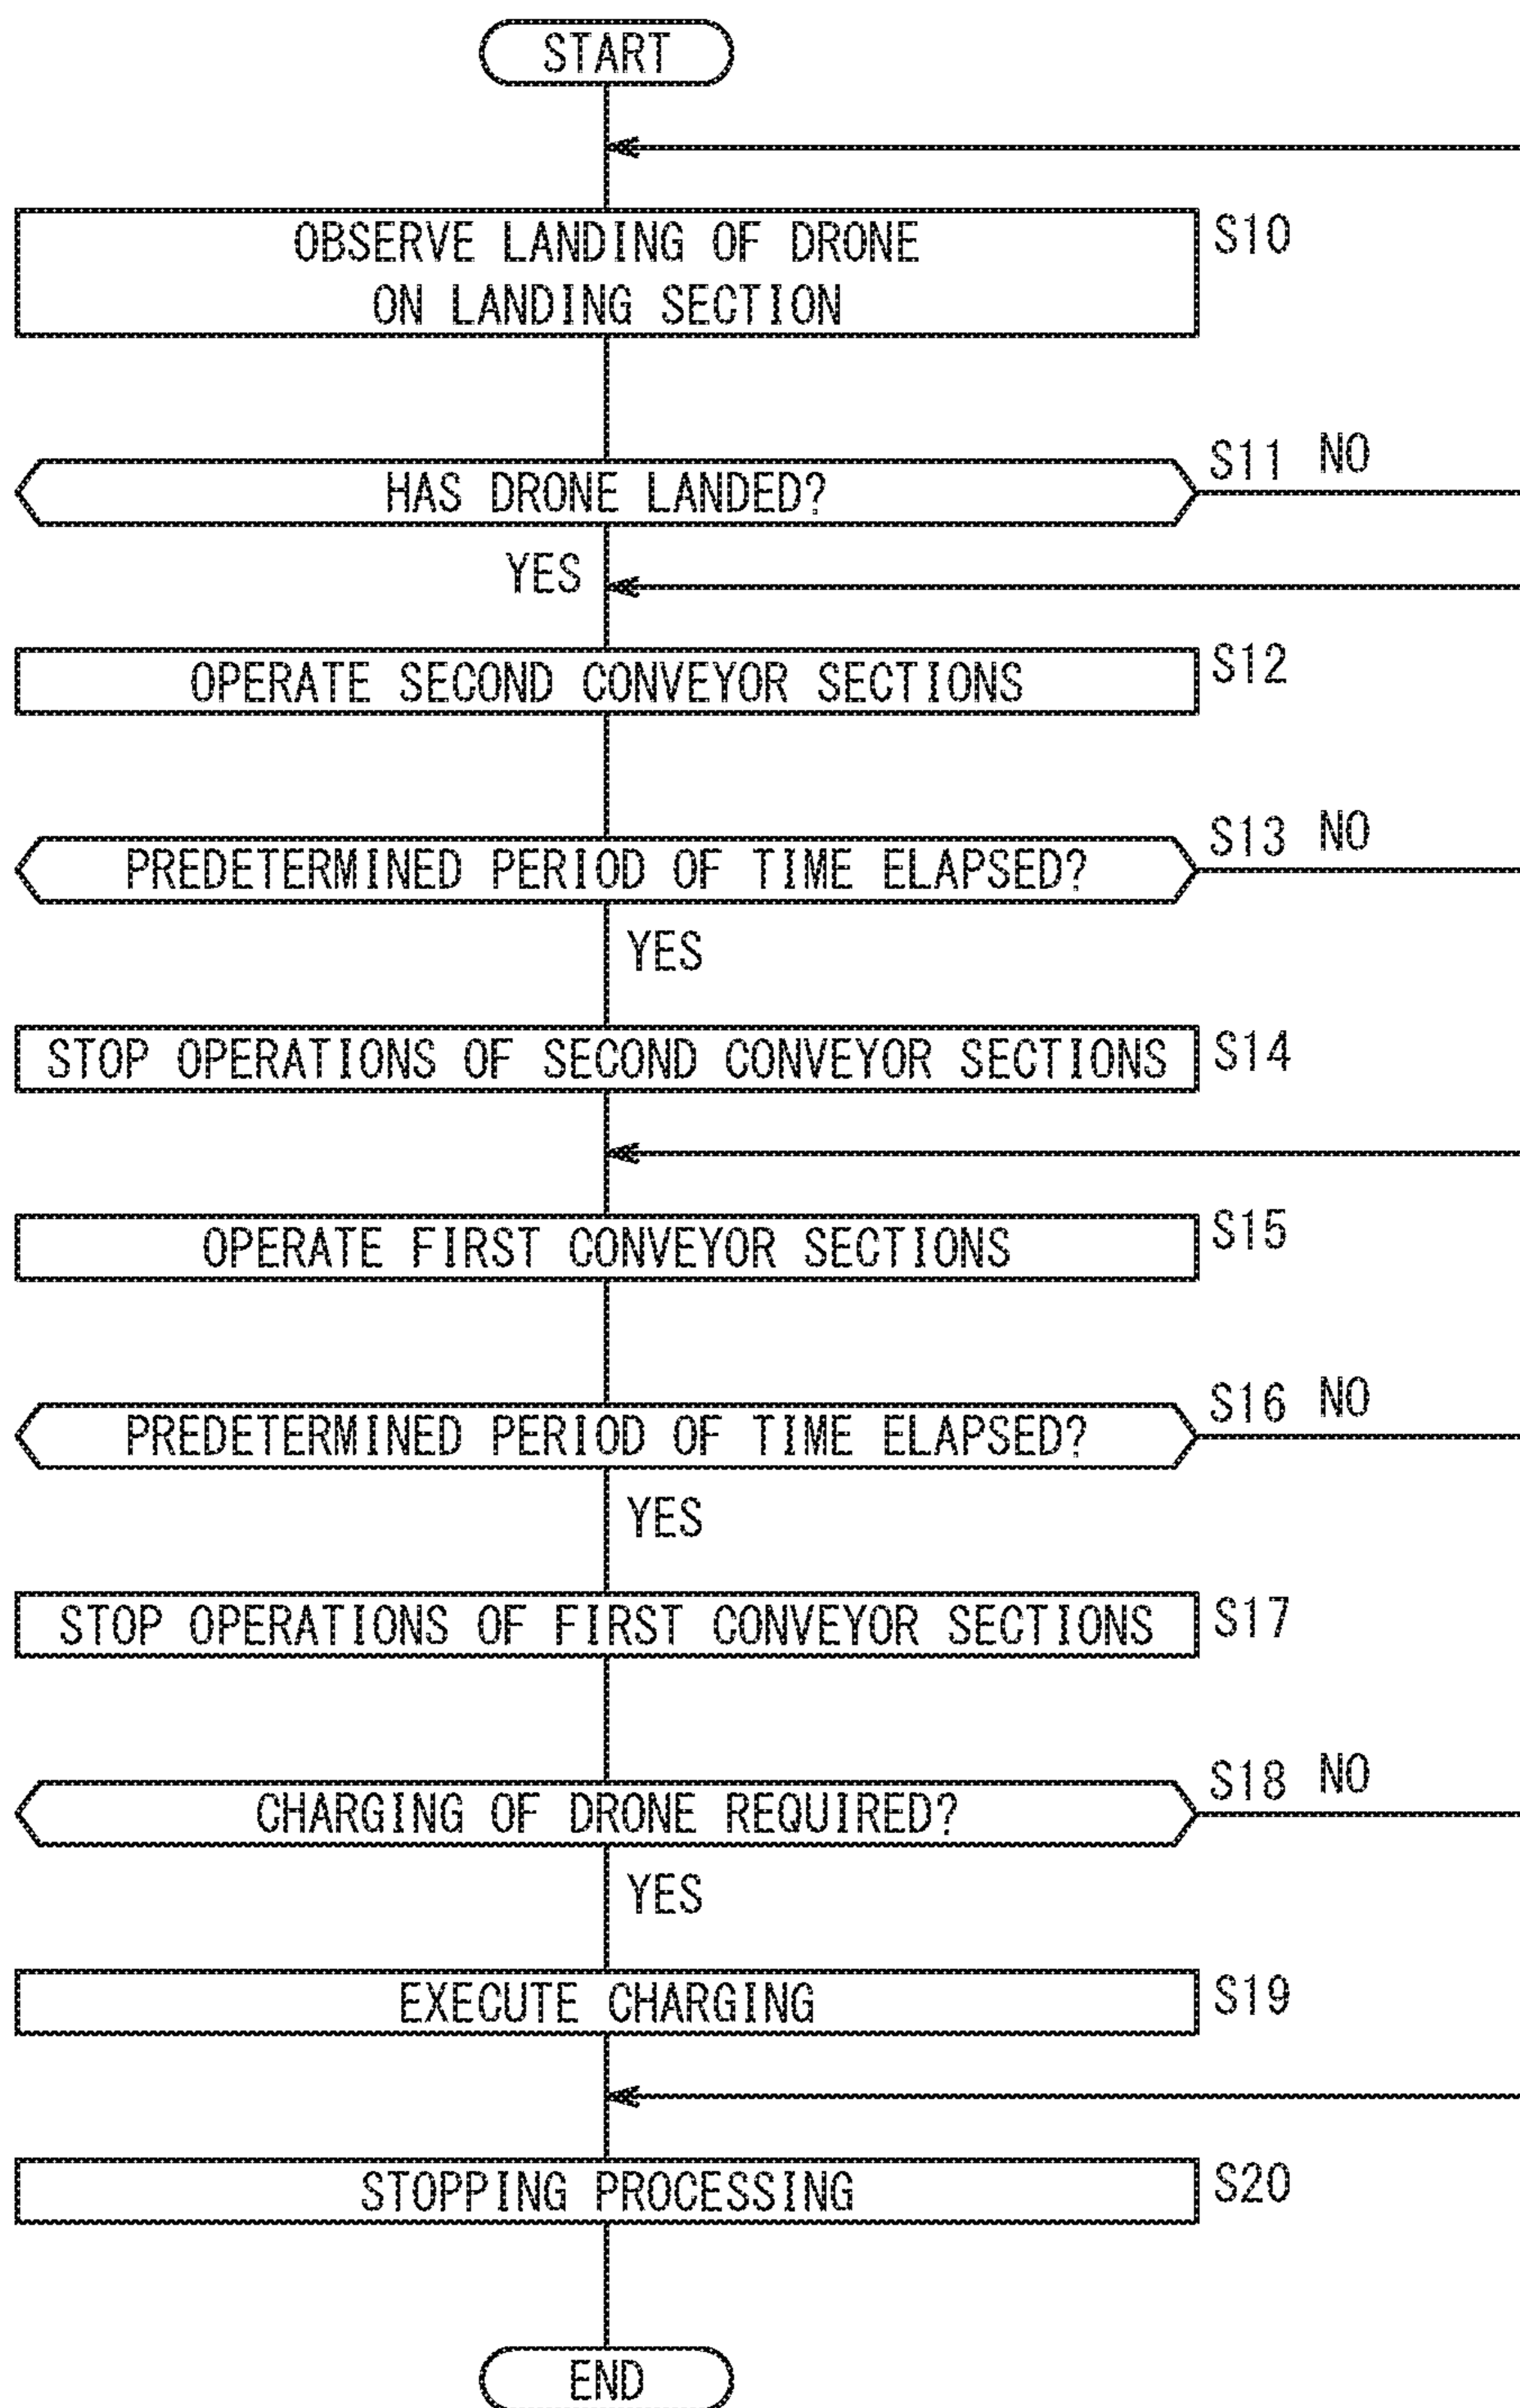 START
OBSERVE LANDING OF DRONE
ON LANDING SECTION
S10
HAS DRONE LANDED?
S11 NO
YES
OPERATE SECOND CONVEYOR SECTIONS
S12
PREDETERMINED PERIOD OF TIME ELAPSED?
S13 NO
YES
STOP OPERATIONS OF SECOND CONVEYOR SECTIONS
S14
OPERATE FIRST CONVEYOR SECTIONS
S15
PREDETERMINED PERIOD OF TIME ELAPSED?
S16 NO
YES
STOP OPERATIONS OF FIRST CONVEYOR SECTIONS
S17
CHARGING OF DRONE REQUIRED?
S18 NO
YES
EXECUTE CHARGING
S19
STOPPING PROCESSING
S20
END